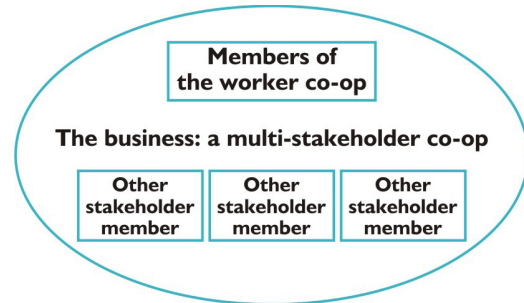 Members of
the worker co-op
The business: a multi-stakeholder co-op
Other
stakeholder
member
Other
stakeholder
member
Other
stakeholder
member